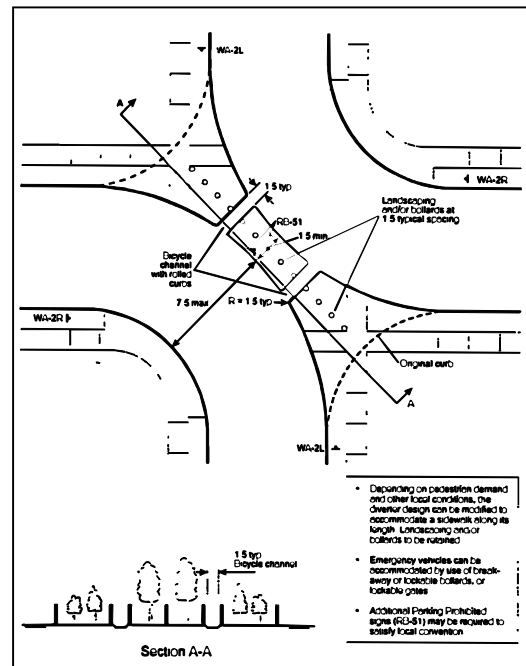 WA-2L
A
1 5 typ
WA-2R
RB-51
1 5 min
Landscaping
and/or bollards at
1 5 typical spacing
Bicycle
channel
with rolled
curbs
7 5 max
R = 1 5 typ
WA-2R
Original curb
A
WA-2L
• Depending on pedestrian demand
and other local conditions, the
diverter design can be modified to
accommodate a sidewalk along its
length Landscaping and/or
bollards to be retained
1 5 typ
Bicycle channel
• Emergency vehicles can be
accommodated by use of break-
away or lockable bollards, or
lockable gates
• Additional Parking Prohibited
signs (RB-51) may be required to
satisfy local convention
Section A-A